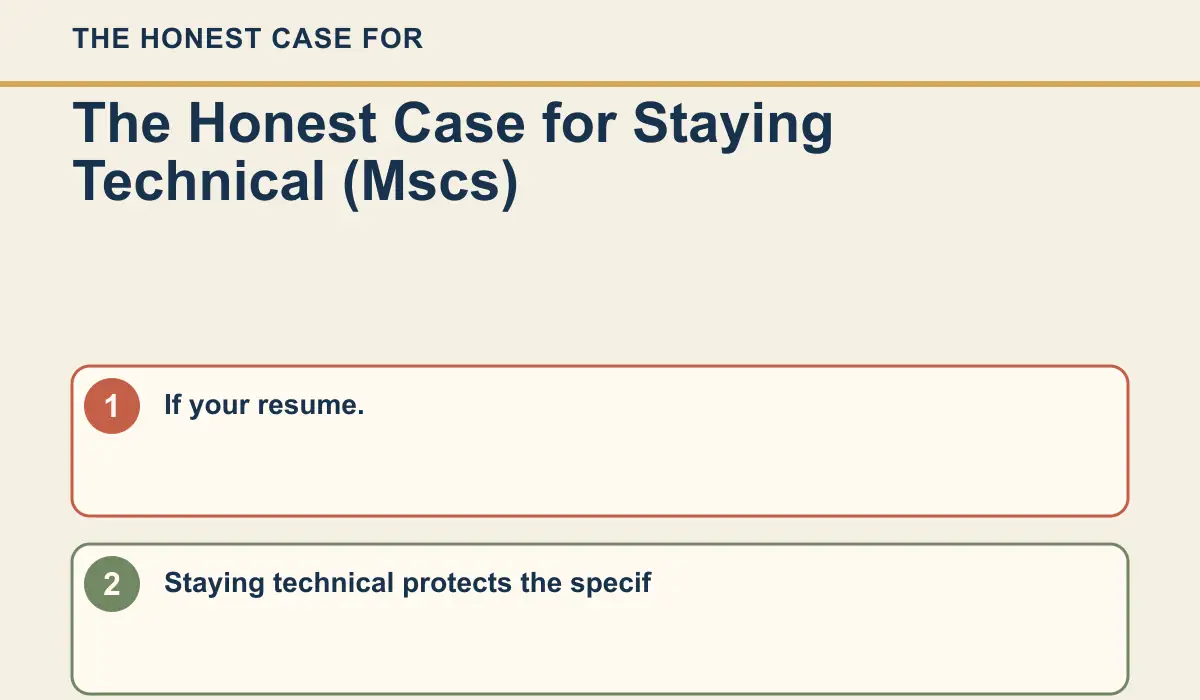 THE HONEST CASE FOR
The Honest Case for Staying
Technical (Mscs)
1
If your resume.
2
Staying technical protects the specif